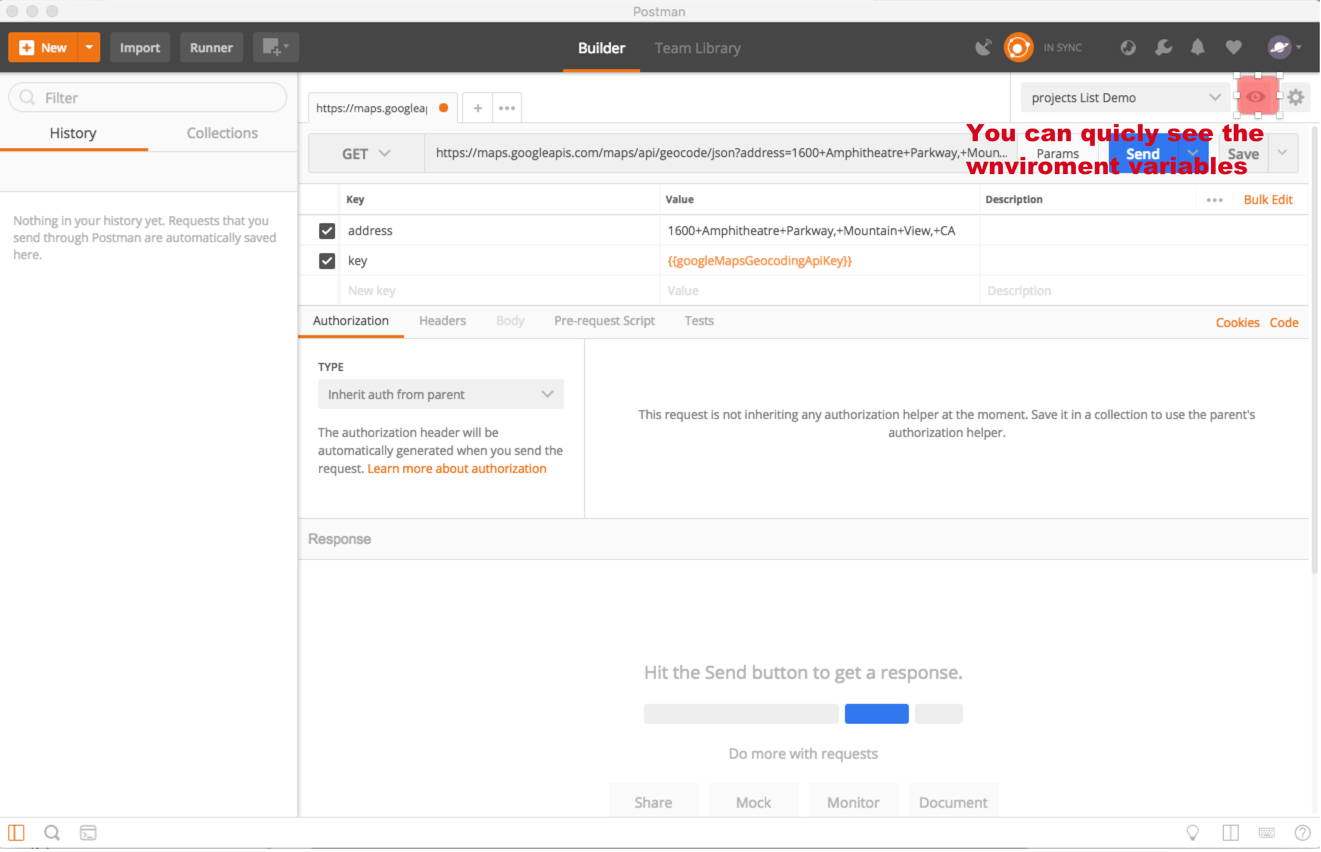 Postman
New
Import
Runner
Builder
Team Library
IN SYNC
Filter
History
Collections
Nothing in your history yet. Requests that you
send through Postman are automatically saved
here.
https://maps.googleap
+
projects List Demo
You can quicly see the
wnviroment variables
GET
https://maps.googleapis.com/maps/api/geocode/json?address=1600+Amphitheatre+Parkway,+Moun...
Params
Send
Save
Key
Value
Description
Bulk Edit
address
1600+Amphitheatre+Parkway,+Mountain+View,+CA
key
{{googleMapsGeocodingApiKey}}
New key
Value
Description
Authorization
Headers
Body
Pre-request Script
Tests
Cookies
Code
TYPE
Inherit auth from parent
The authorization header will be
automatically generated when you send the
request. Learn more about authorization
This request is not inheriting any authorization helper at the moment. Save it in a collection to use the parent's
authorization helper.
Response
Hit the Send button to get a response.
Do more with requests
Share
Mock
Monitor
Document